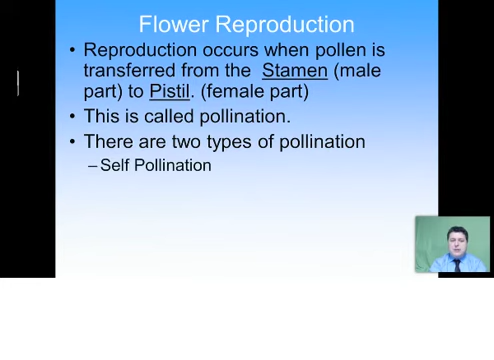 Flower Reproduction
• Reproduction occurs when pollen is
transferred from the Stamen (male
part) to Pistil. (female part)
• This is called pollination.
• There are two types of pollination
– Self Pollination